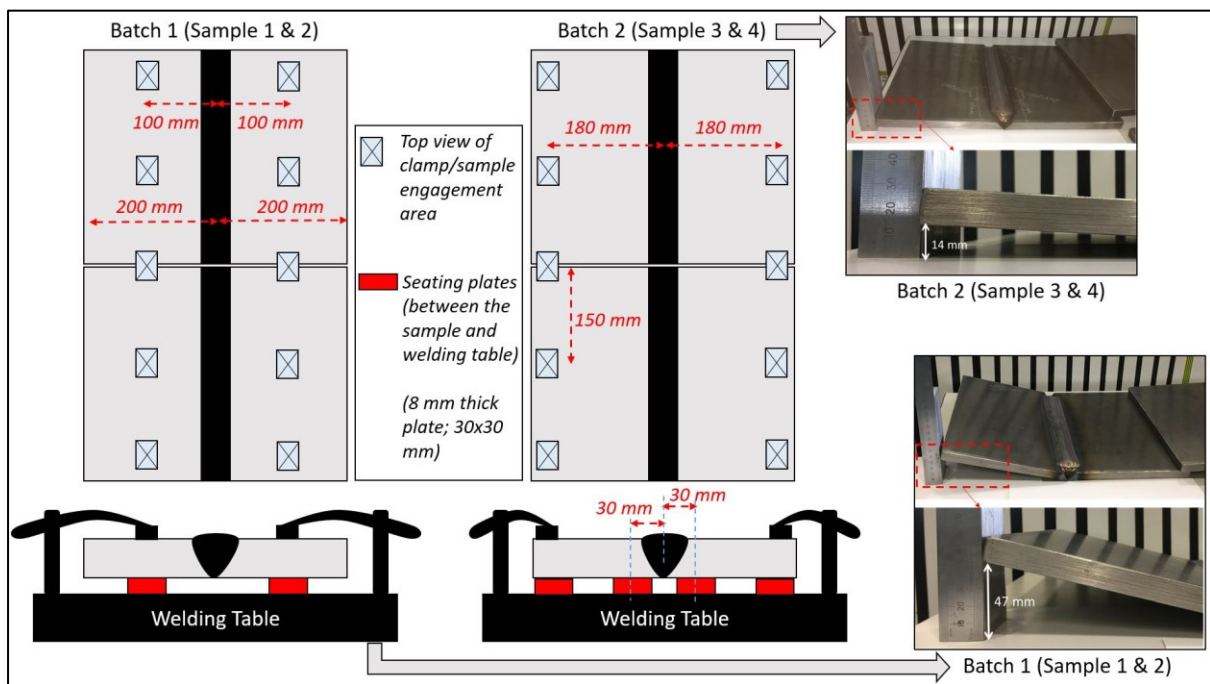 Batch 1 (Sample 1 & 2)
100 mm
100 mm
200 mm
200 mm
Top view of
clamp/sample
engagement
area
Seating plates
(between the
sample and
welding table)
(8 mm thick
plate; 30x30
mm)
Batch 2 (Sample 3 & 4)
180 mm
180 mm
150 mm
14 mm
Batch 2 (Sample 3 & 4)
Welding Table
30 mm
30 mm
Welding Table
47 mm
Batch 1 (Sample 1 & 2)